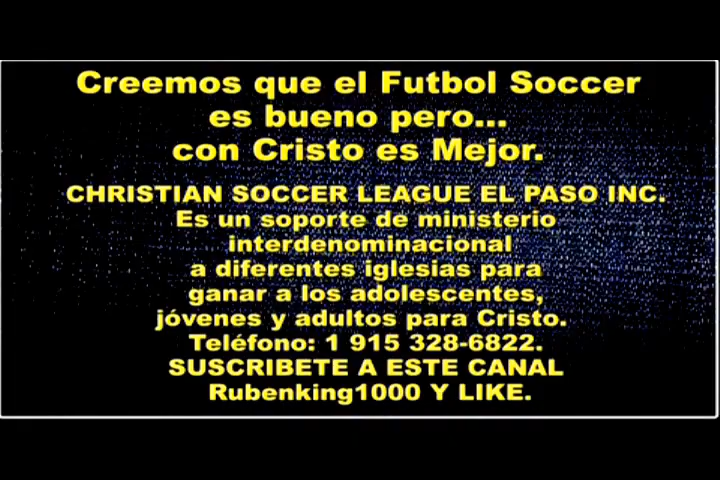 Creemos que el Futbol Soccer
es bueno pero...
con Cristo es Mejor.
CHRISTIAN SOCCER LEAGUE EL PASO INC.
Es un soporte de ministerio
interdenominacional
a diferentes iglesias para
ganar a los adolescentes,
jóvenes y adultos para Cristo.
Teléfono: 1 915 328-6822.
SUSCRIBETE A ESTE CANAL
Rubenking1000 Y LIKE.